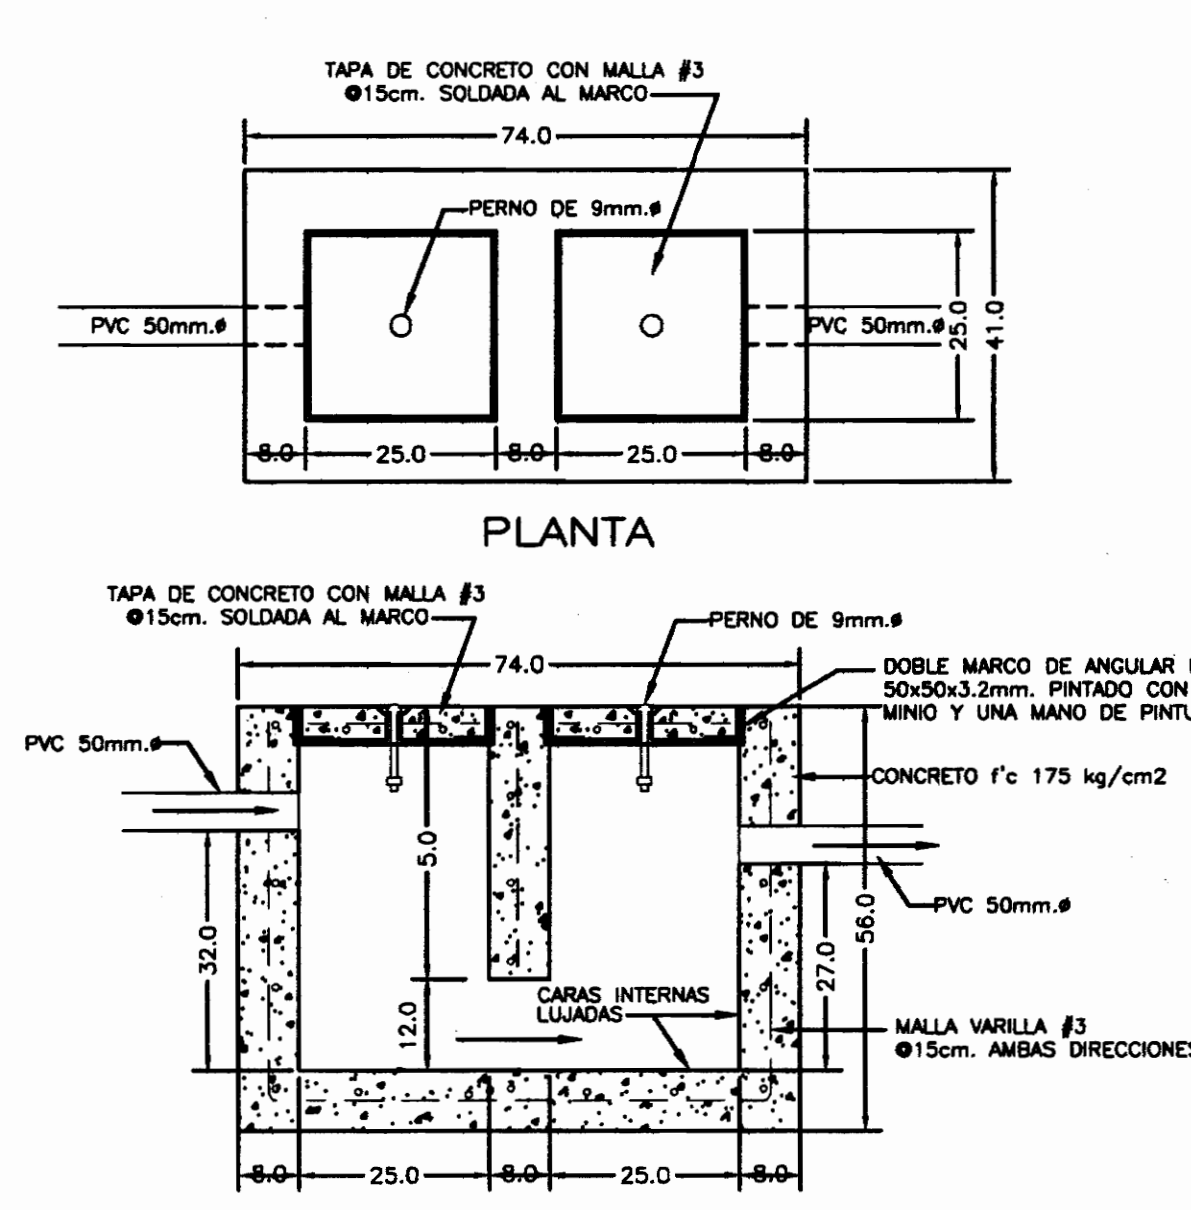 TAPA DE CONCRETO CON MALLA #3
@15cm. SOLDADA AL MARCO
74.0
PERNO DE 9mm.ø
PVC 50mm.ø
PVC 50mm.ø
25.0
41.0
8.0
25.0
8.0
25.0
8.0
PLANTA
TAPA DE CONCRETO CON MALLA #3
@15cm. SOLDADA AL MARCO
PERNO DE 9mm.ø
74.0
DOBLE MARCO DE ANGULAR
50x50x3.2mm. PINTADO CON
MINIO Y UNA MANO DE
PVC 50mm.ø
CONCRETO f'c 175 kg/cm2
5.0
PVC 50mm.ø
56.0
32.0
27.0
12.0
CARAS INTERNAS
LUJADAS
MALLA VARILLA #3
@15cm. AMBAS DIRECCIONES
8.0
25.0
8.0
25.0
8.0